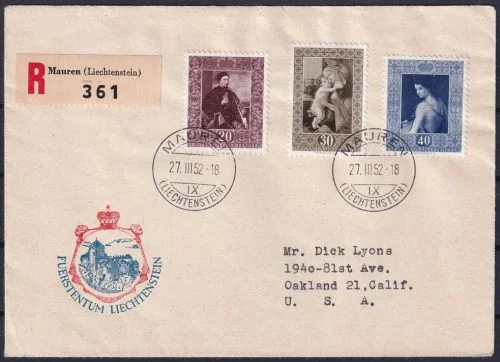 R Mauren (Liechtenstein)
361
20
30
40
MAUREN
27. III 52 - 18
IX
(LIECHTENSTEIN)
MAUREN
27. III 52 - 18
IX
(LIECHTENSTEIN)
FUERSTENTUM LIECHTENSTEIN
Mr. Dick Lyons
1940-81st Ave.
Oakland 21,Calif.
U. S. A.